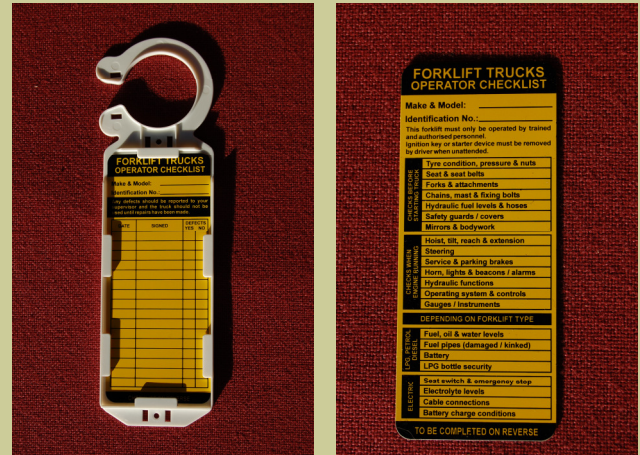 FORKLIFT TRUCKS
OPERATOR CHECKLIST
Make & Model:
Identification No.:
Any defects should be reported to your
supervisor and the truck should not be
used until repairs have been made.
DATE SIGNED DEFECTS
YES NO
FORKLIFT TRUCKS
OPERATOR CHECKLIST
Make & Model:
Identification No.:
This forklift must only be operated by trained
and authorised personnel.
Ignition key or starter device must be removed
by driver when unattended.
CHECKS BEFORE
STARTING TRUCK
Tyre condition, pressure & nuts
Seat & seat belts
Forks & attachments
Chains, mast & fixing bolts
Hydraulic fuel levels & hoses
Safety guards / covers
Mirrors & bodywork
CHECKS WHEN
ENGINE RUNNING
Hoist, tilt, reach & extension
Steering
Service & parking brakes
Horn, lights & beacons / alarms
Hydraulic functions
Operating system & controls
Gauges / Instruments
DEPENDING ON FORKLIFT TYPE
LPG, PETROL
DIESEL
Fuel, oil & water levels
Fuel pipes (damaged / kinked)
Battery
LPG bottle security
ELECTRIC
Seat switch & emergency stop
Electrolyte levels
Cable connections
Battery charge conditions
TO BE COMPLETED ON REVERSE